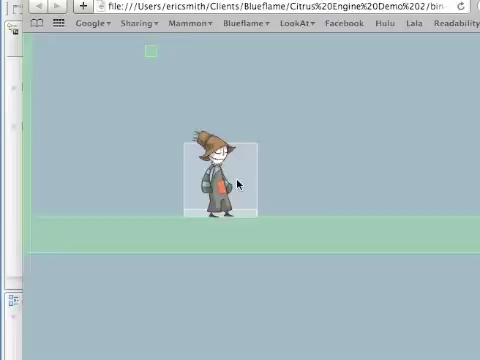 file:///Users/ericsmith/Clients/Blueflame/Citrus%20Engine%20Demo%202/bin-
Google Sharing Mammon Blueflame LookAt Facebook Hulu Lala Readability